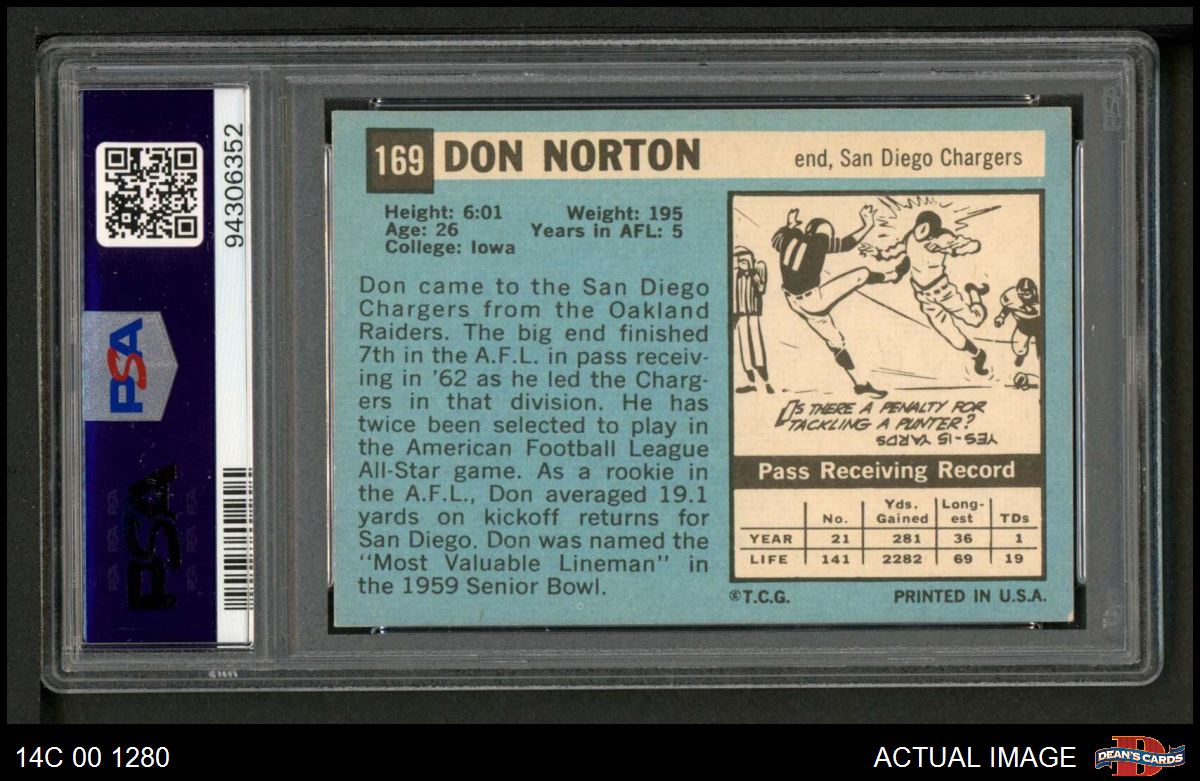 94306352
PSA
PSA
169 DON NORTON end, San Diego Chargers
Height: 6:01 Weight: 195
Age: 26 Years in AFL: 5
College: Iowa
Don came to the San Diego
Chargers from the Oakland
Raiders. The big end finished
7th in the A.F.L. in pass receiv-
ing in '62 as he led the Charg-
ers in that division. He has
twice been selected to play in
the American Football League
All-Star game. As a rookie in
the A.F.L., Don averaged 19.1
yards on kickoff returns for
San Diego. Don was named the
"Most Valuable Lineman" in
the 1959 Senior Bowl.
IS THERE A PENALTY FOR
TACKLING A PUNTER?
YES-15 YARDS
Pass Receiving Record
No. Yds. Gained Long-est TDs
YEAR 21 281 36 1
LIFE 141 2282 69 19
©T.C.G. PRINTED IN U.S.A.
14C 00 1280 ACTUAL IMAGE DEAN'S CARDS